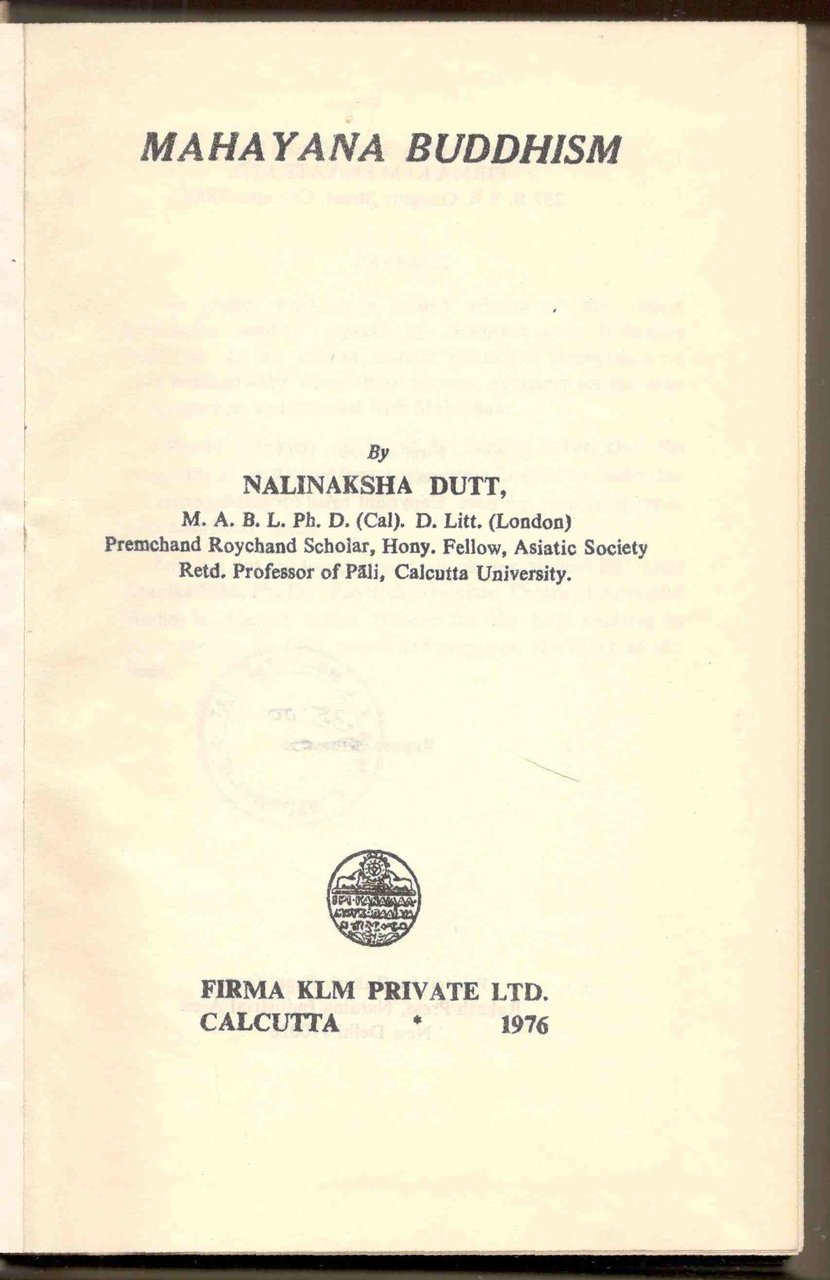 MAHAYANA BUDDHISM
By
NALINAKSHA DUTT,
M. A. B. L. Ph. D. (Cal). D. Litt. (London)
Premchand Roychand Scholar, Hony. Fellow, Asiatic Society
Retd. Professor of Pāli, Calcutta University.
FIRMA KLM PRIVATE LTD.
CALCUTTA * 1976